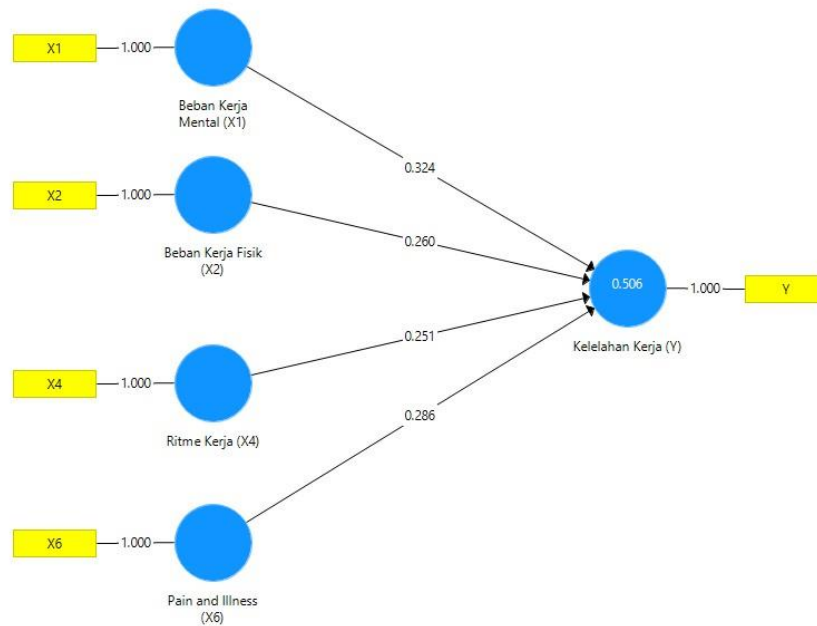 X1
1.000
Beban Kerja
Mental (X1)
0.324
X2
1.000
Beban Kerja Fisik
(X2)
0.260
0.506
1.000
Y
Kelelahan Kerja (Y)
0.251
X4
1.000
Ritme Kerja (X4)
0.286
X6
1.000
Pain and Illness
(X6)